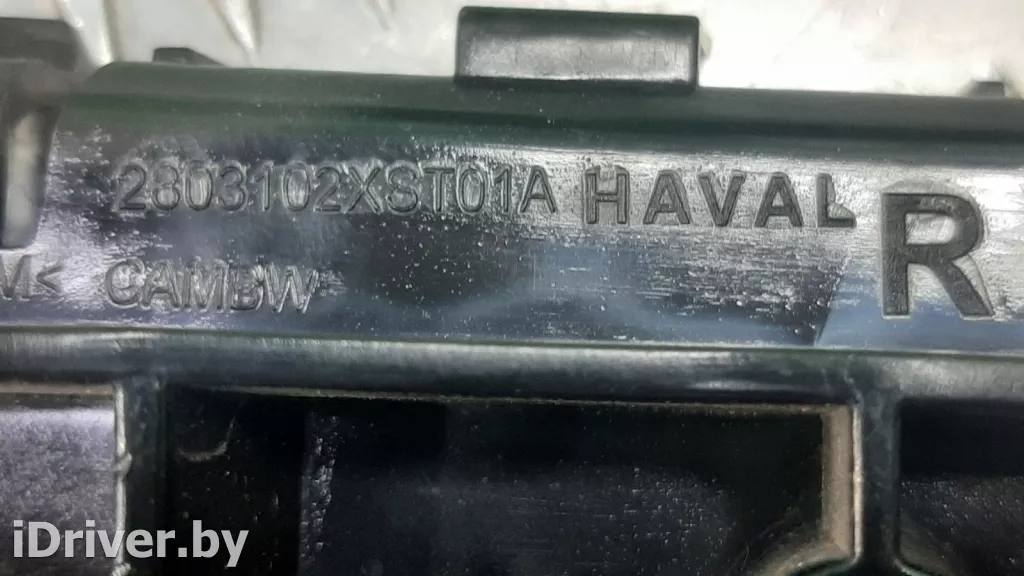 2803102XST01A HAVAL R
M< CAMBW
iDriver.by